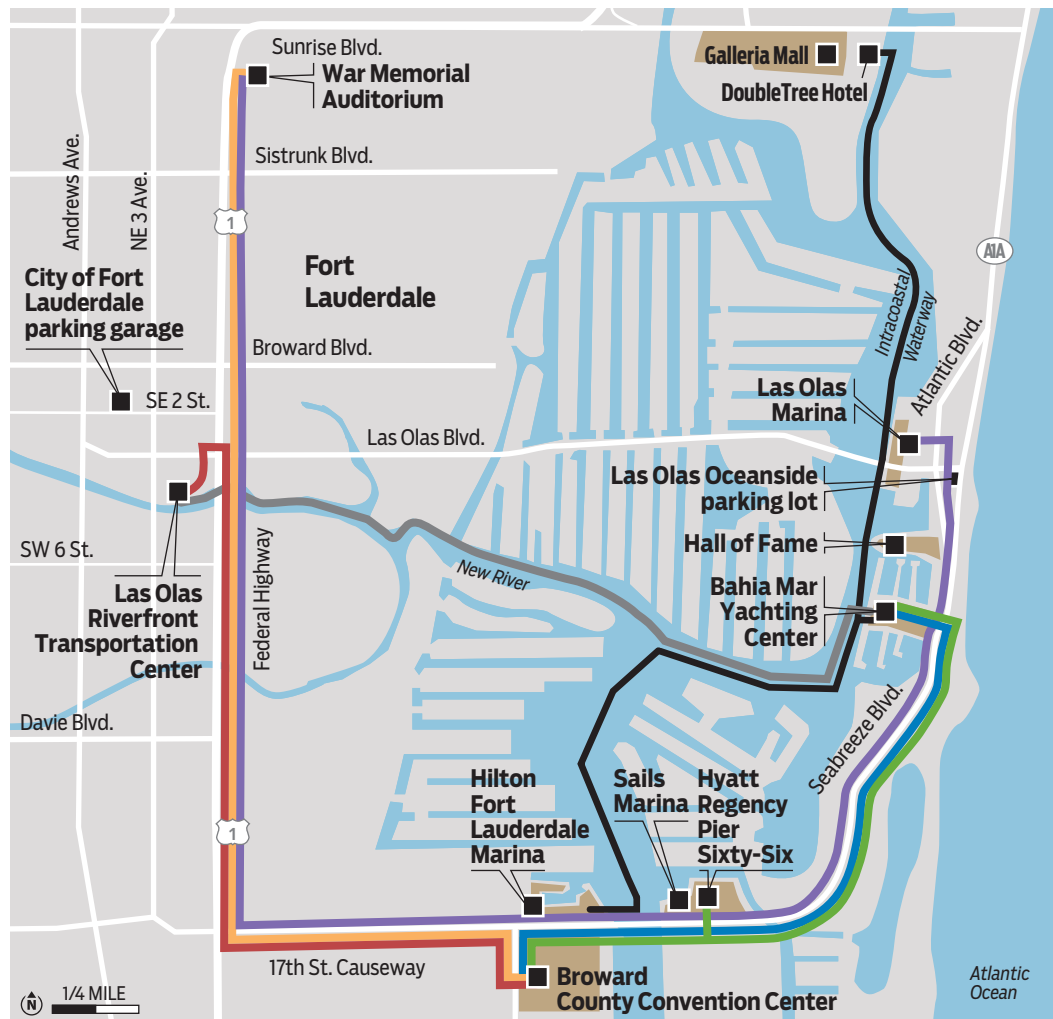 Sunrise Blvd.
War Memorial
Auditorium
Galleria Mall
DoubleTree Hotel
Sistrunk Blvd.
Andrews Ave.
NE 3 Ave.
1
City of Fort
Lauderdale
parking garage
Fort
Lauderdale
A1A
Intracoastal
Waterway
Atlantic Blvd.
Broward Blvd.
SE 2 St.
Las Olas
Marina
Las Olas Blvd.
Las Olas Oceanside
parking lot
SW 6 St.
Hall of Fame
New River
Federal Highway
Las Olas
Riverfront
Transportation
Center
Bahia Mar
Yachting
Center
Davie Blvd.
Seabreeze Blvd.
1
Hilton
Fort
Lauderdale
Marina
Sails
Marina
Hyatt
Regency
Pier
Sixty-Six
17th St. Causeway
Broward
County Convention Center
Atlantic
Ocean
N
1/4 MILE